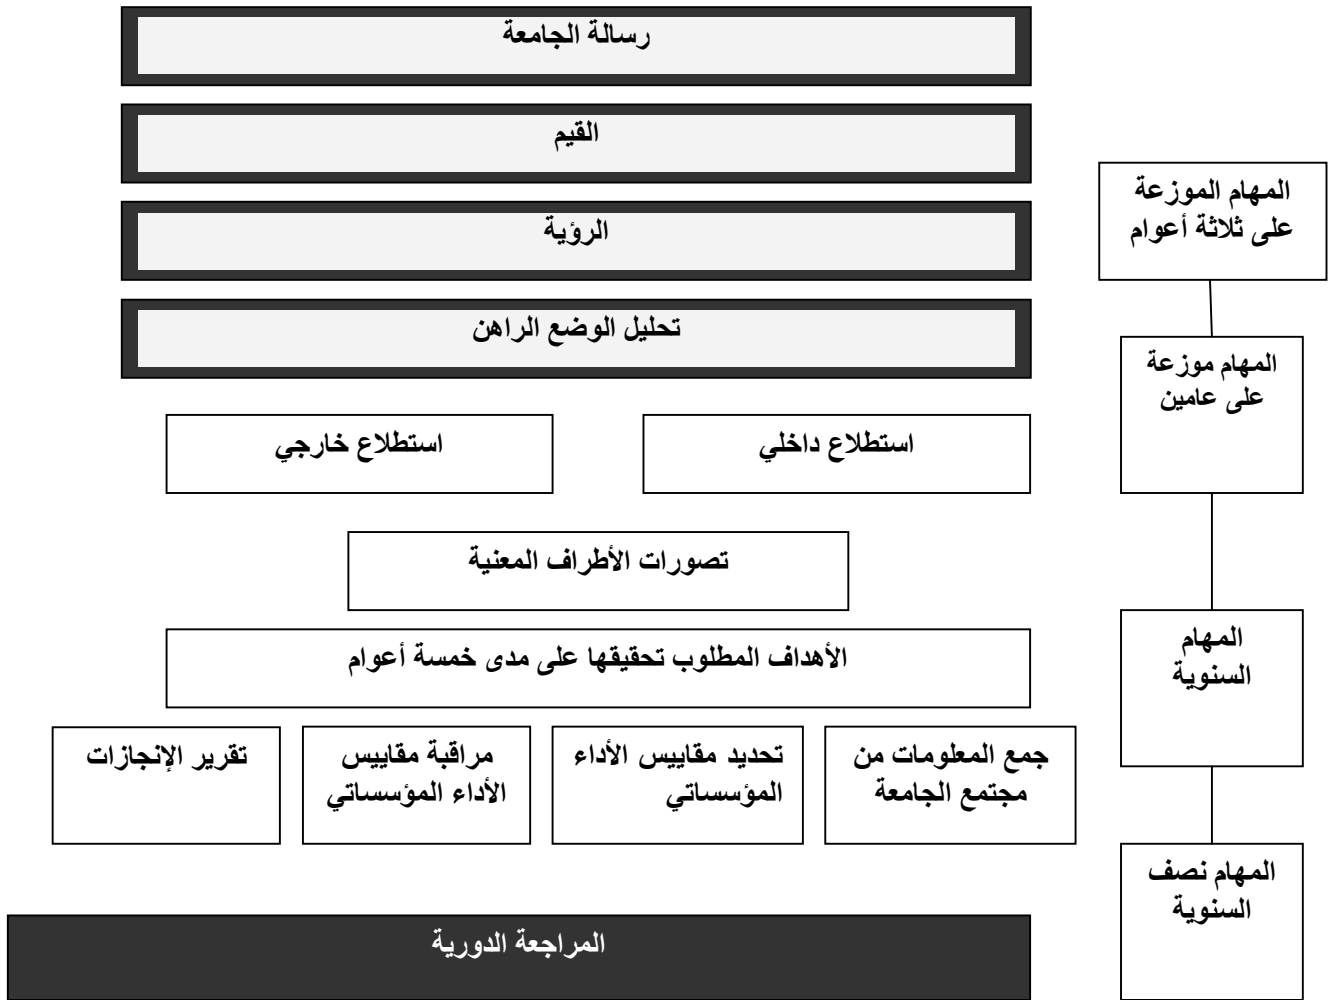 رسالة الجامعة
القيم
الرؤية
تحليل الوضع الراهن
المهام الموزعة
على ثلاثة أعوام
المهام موزعة
على عامين
استطلاع داخلي
استطلاع خارجي
تصورات الأطراف المعنية
الأهداف المطلوب تحقيقها على مدى خمسة أعوام
المهام
السنوية
جمع المعلومات من
مجتمع الجامعة
تحديد مقاييس الأداء
المؤسساتي
مراقبة مقاييس
الأداء المؤسساتي
تقرير الإنجازات
المهام نصف
السنوية
المراجعة الدورية